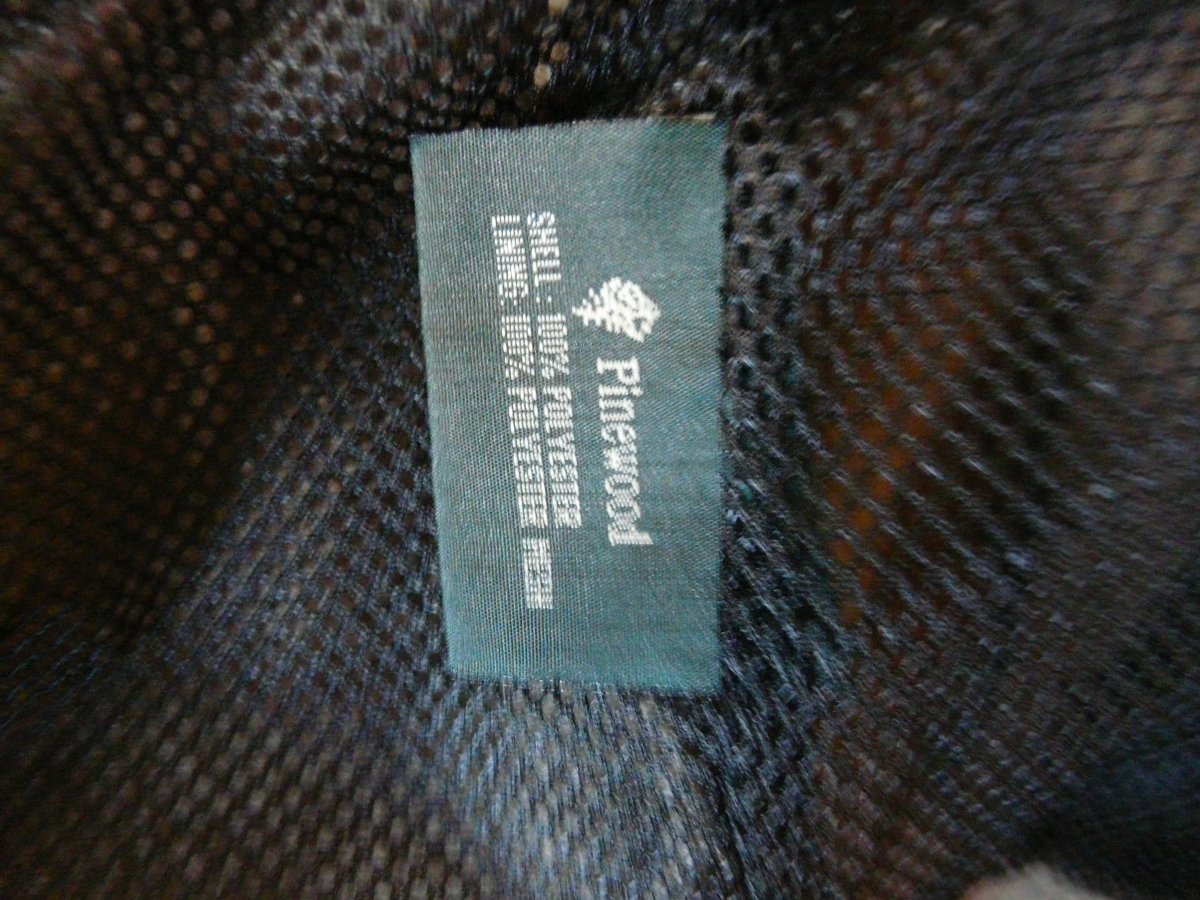 Pinewood
SHELL: 100% POLYESTER
LINING: 100% POLYESTER MESH